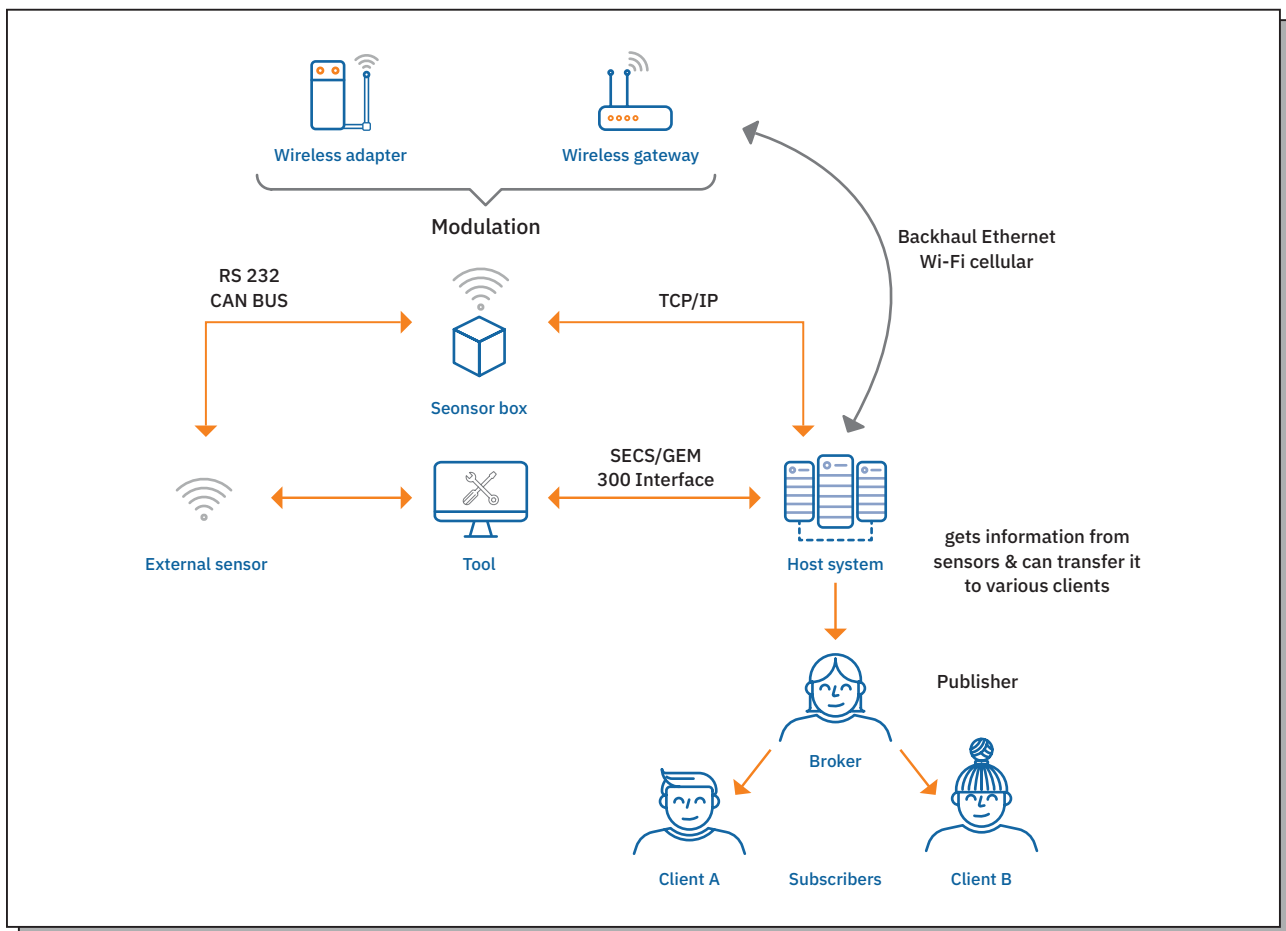 Wireless adapter
Wireless gateway
Modulation
Backhaul Ethernet
Wi-Fi cellular
RS 232
CAN BUS
TCP/IP
Seonsor box
SECS/GEM
300 Interface
External sensor
Tool
Host system
gets information from
sensors & can transfer it
to various clients
Publisher
Broker
Client A
Subscribers
Client B